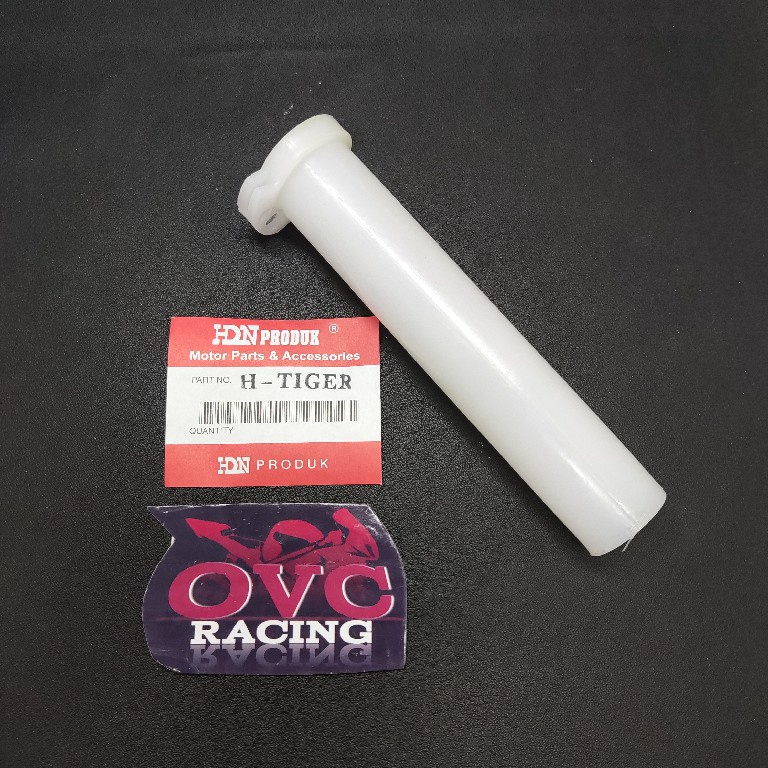 HDN PRODUK ®
Motor Parts & Accessories
PART NO. H-TIGER
QUANTITY
HDN PRODUK
OVC
RACING